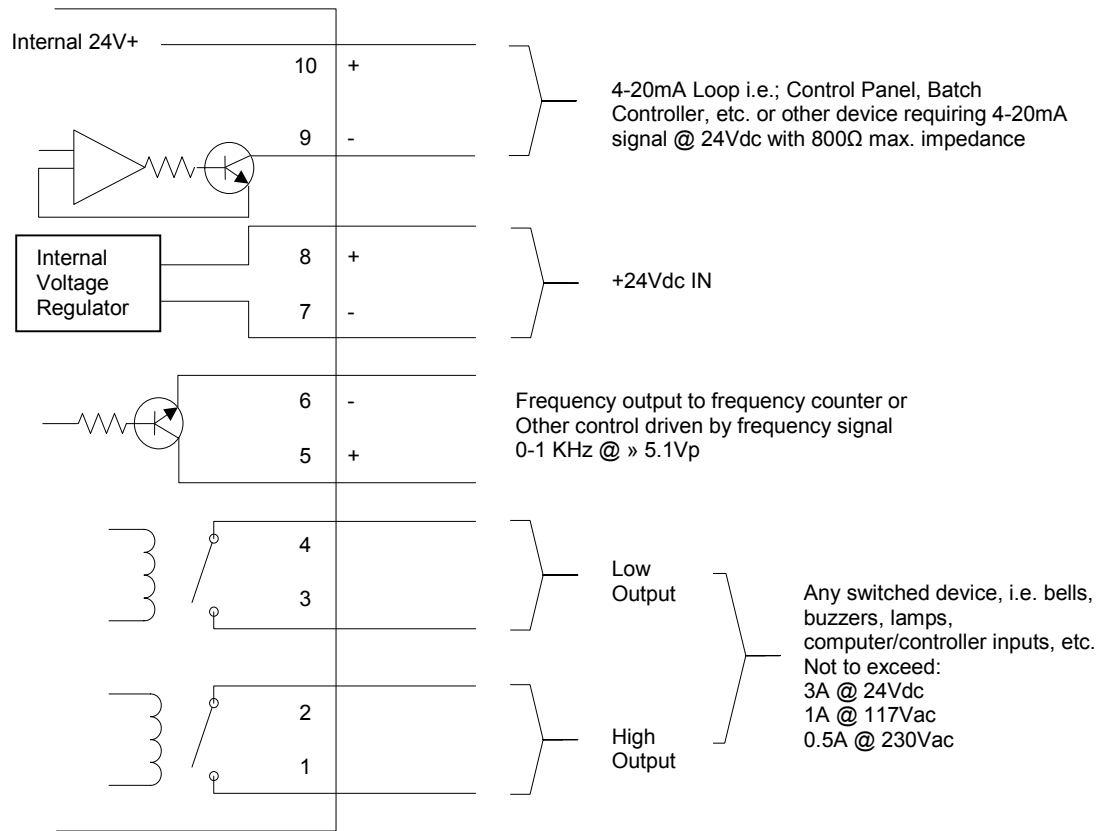 Internal 24V+
10 +
9 -
4-20mA Loop i.e.; Control Panel, Batch
Controller, etc. or other device requiring 4-20mA
signal @ 24Vdc with 800Ω max. impedance
Internal
Voltage
Regulator
8 +
7 -
+24Vdc IN
6 -
5 +
Frequency output to frequency counter or
Other control driven by frequency signal
0-1 KHz @ » 5.1Vp
4
3
Low
Output
2
1
High
Output
Any switched device, i.e. bells,
buzzers, lamps,
computer/controller inputs, etc.
Not to exceed:
3A @ 24Vdc
1A @ 117Vac
0.5A @ 230Vac